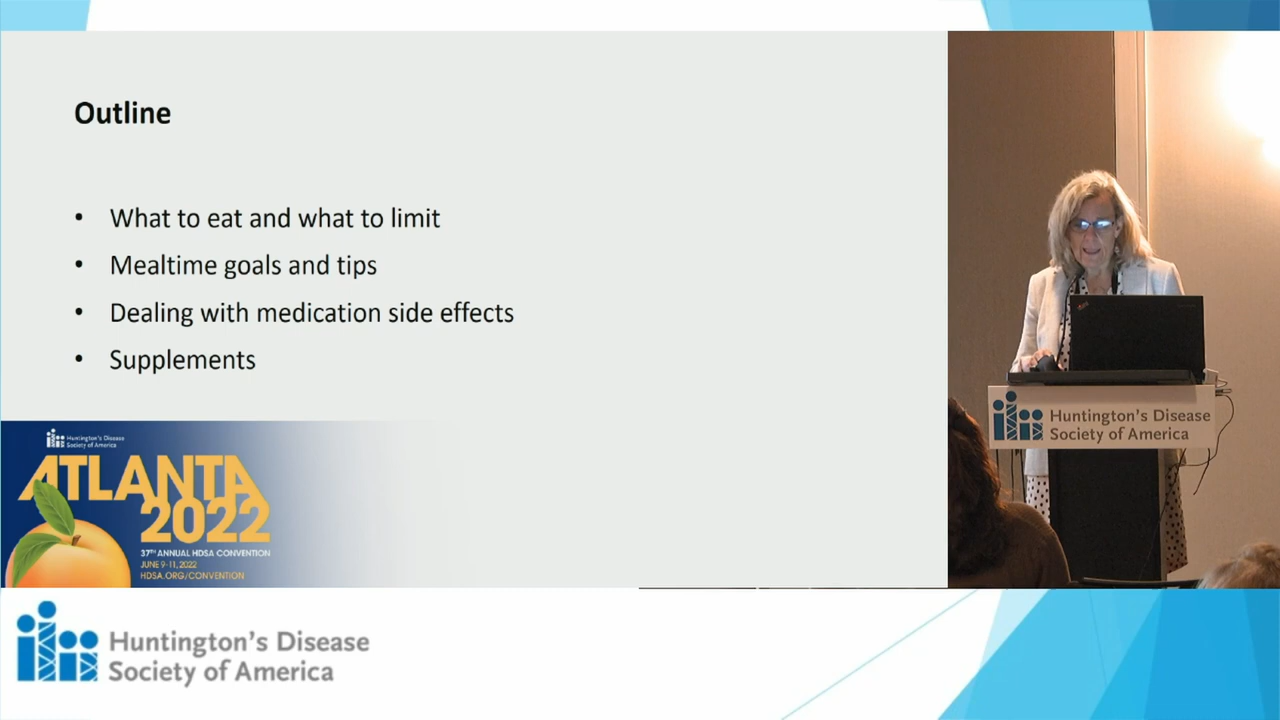 Outline
• What to eat and what to limit
• Mealtime goals and tips
• Dealing with medication side effects
• Supplements
Huntington's Disease
Society of America
ATLANTA
2022
37TH ANNUAL HDSA CONVENTION
JUNE 9-11, 2022
HDSA.ORG/CONVENTION
Huntington's Disease
Society of America
Huntington's Disease
Society of America